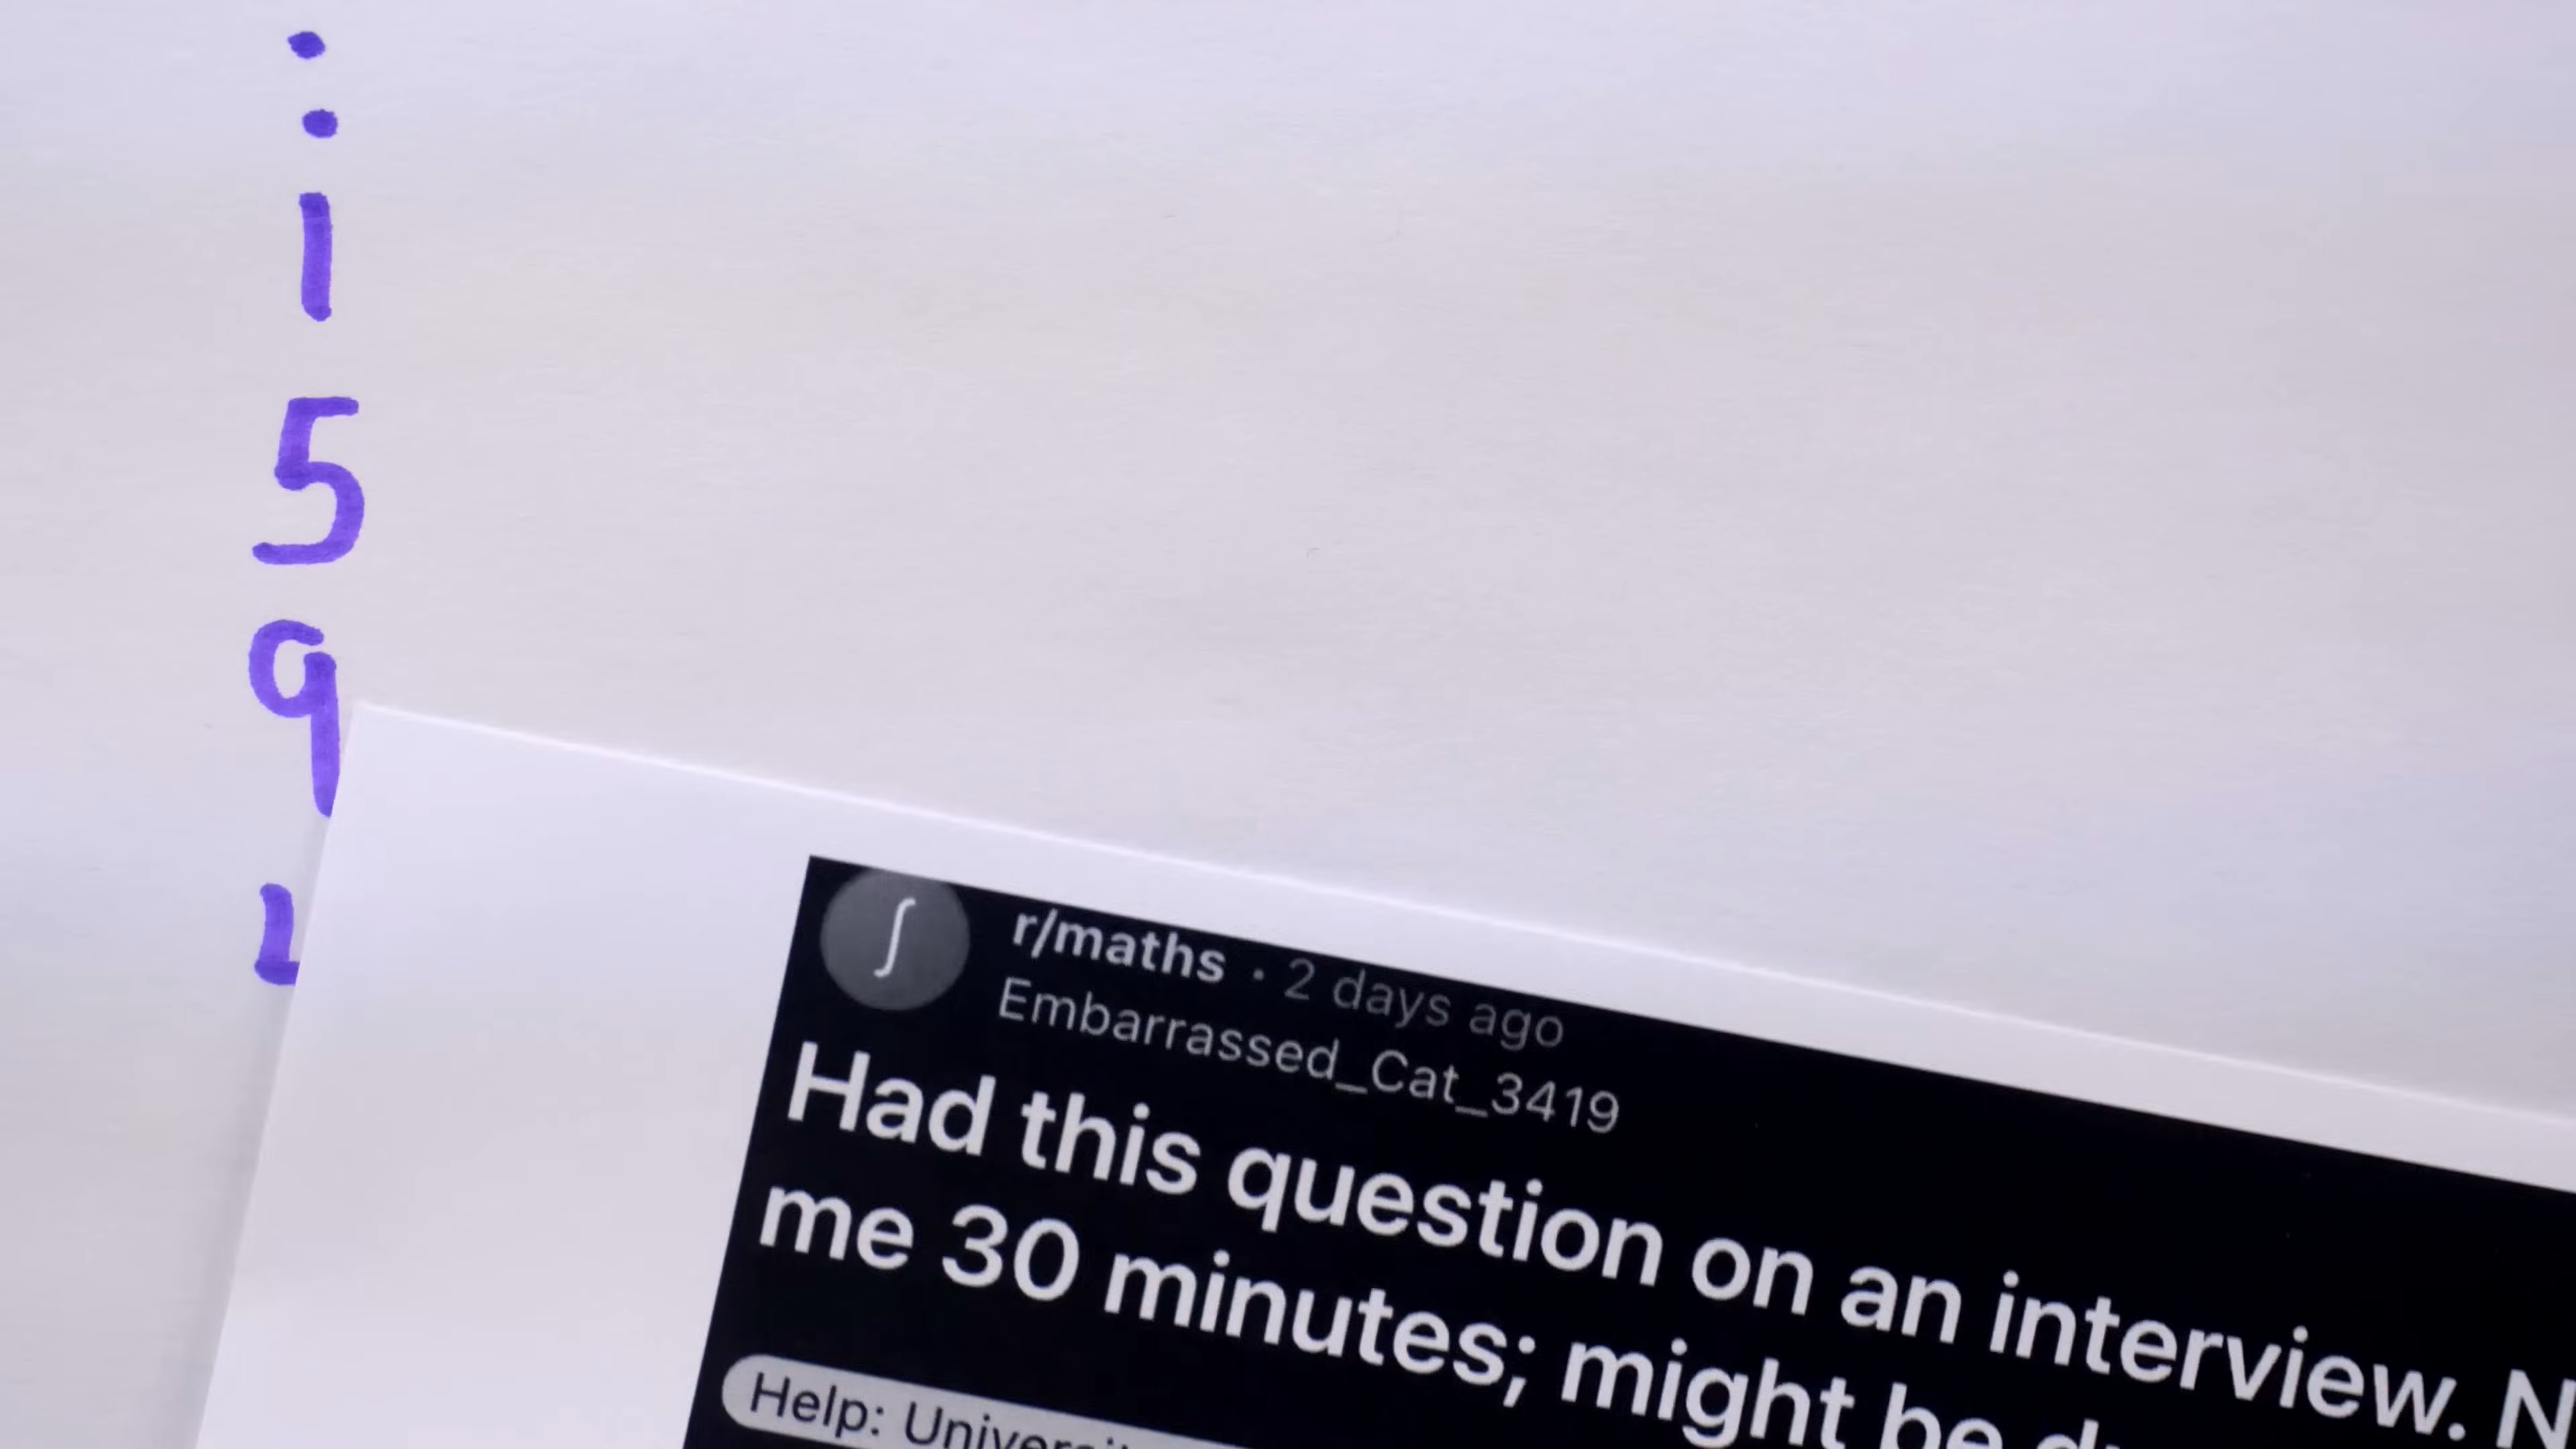 1
5
9
r/maths · 2 days ago
Embarrassed_Cat_3419
Had this question on an interview. N
me 30 minutes; might be
Help: